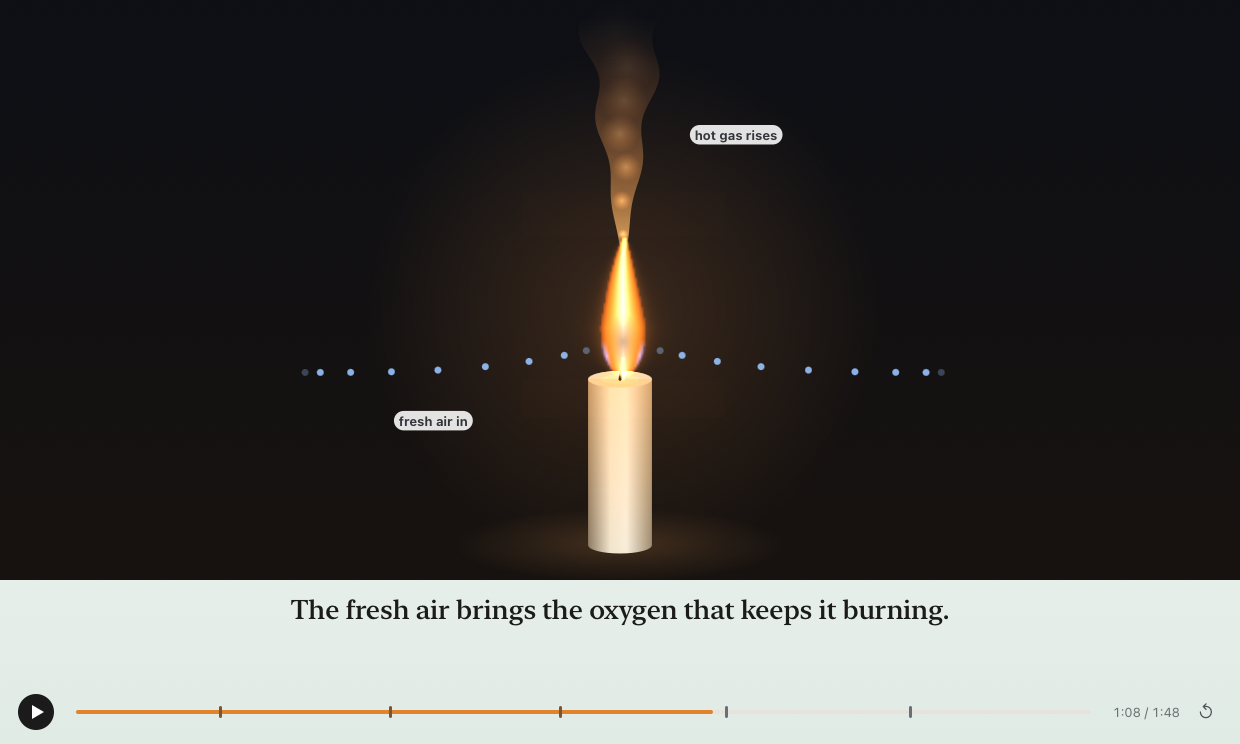 hot gas rises
fresh air in
The fresh air brings the oxygen that keeps it burning.
1:08 / 1:48